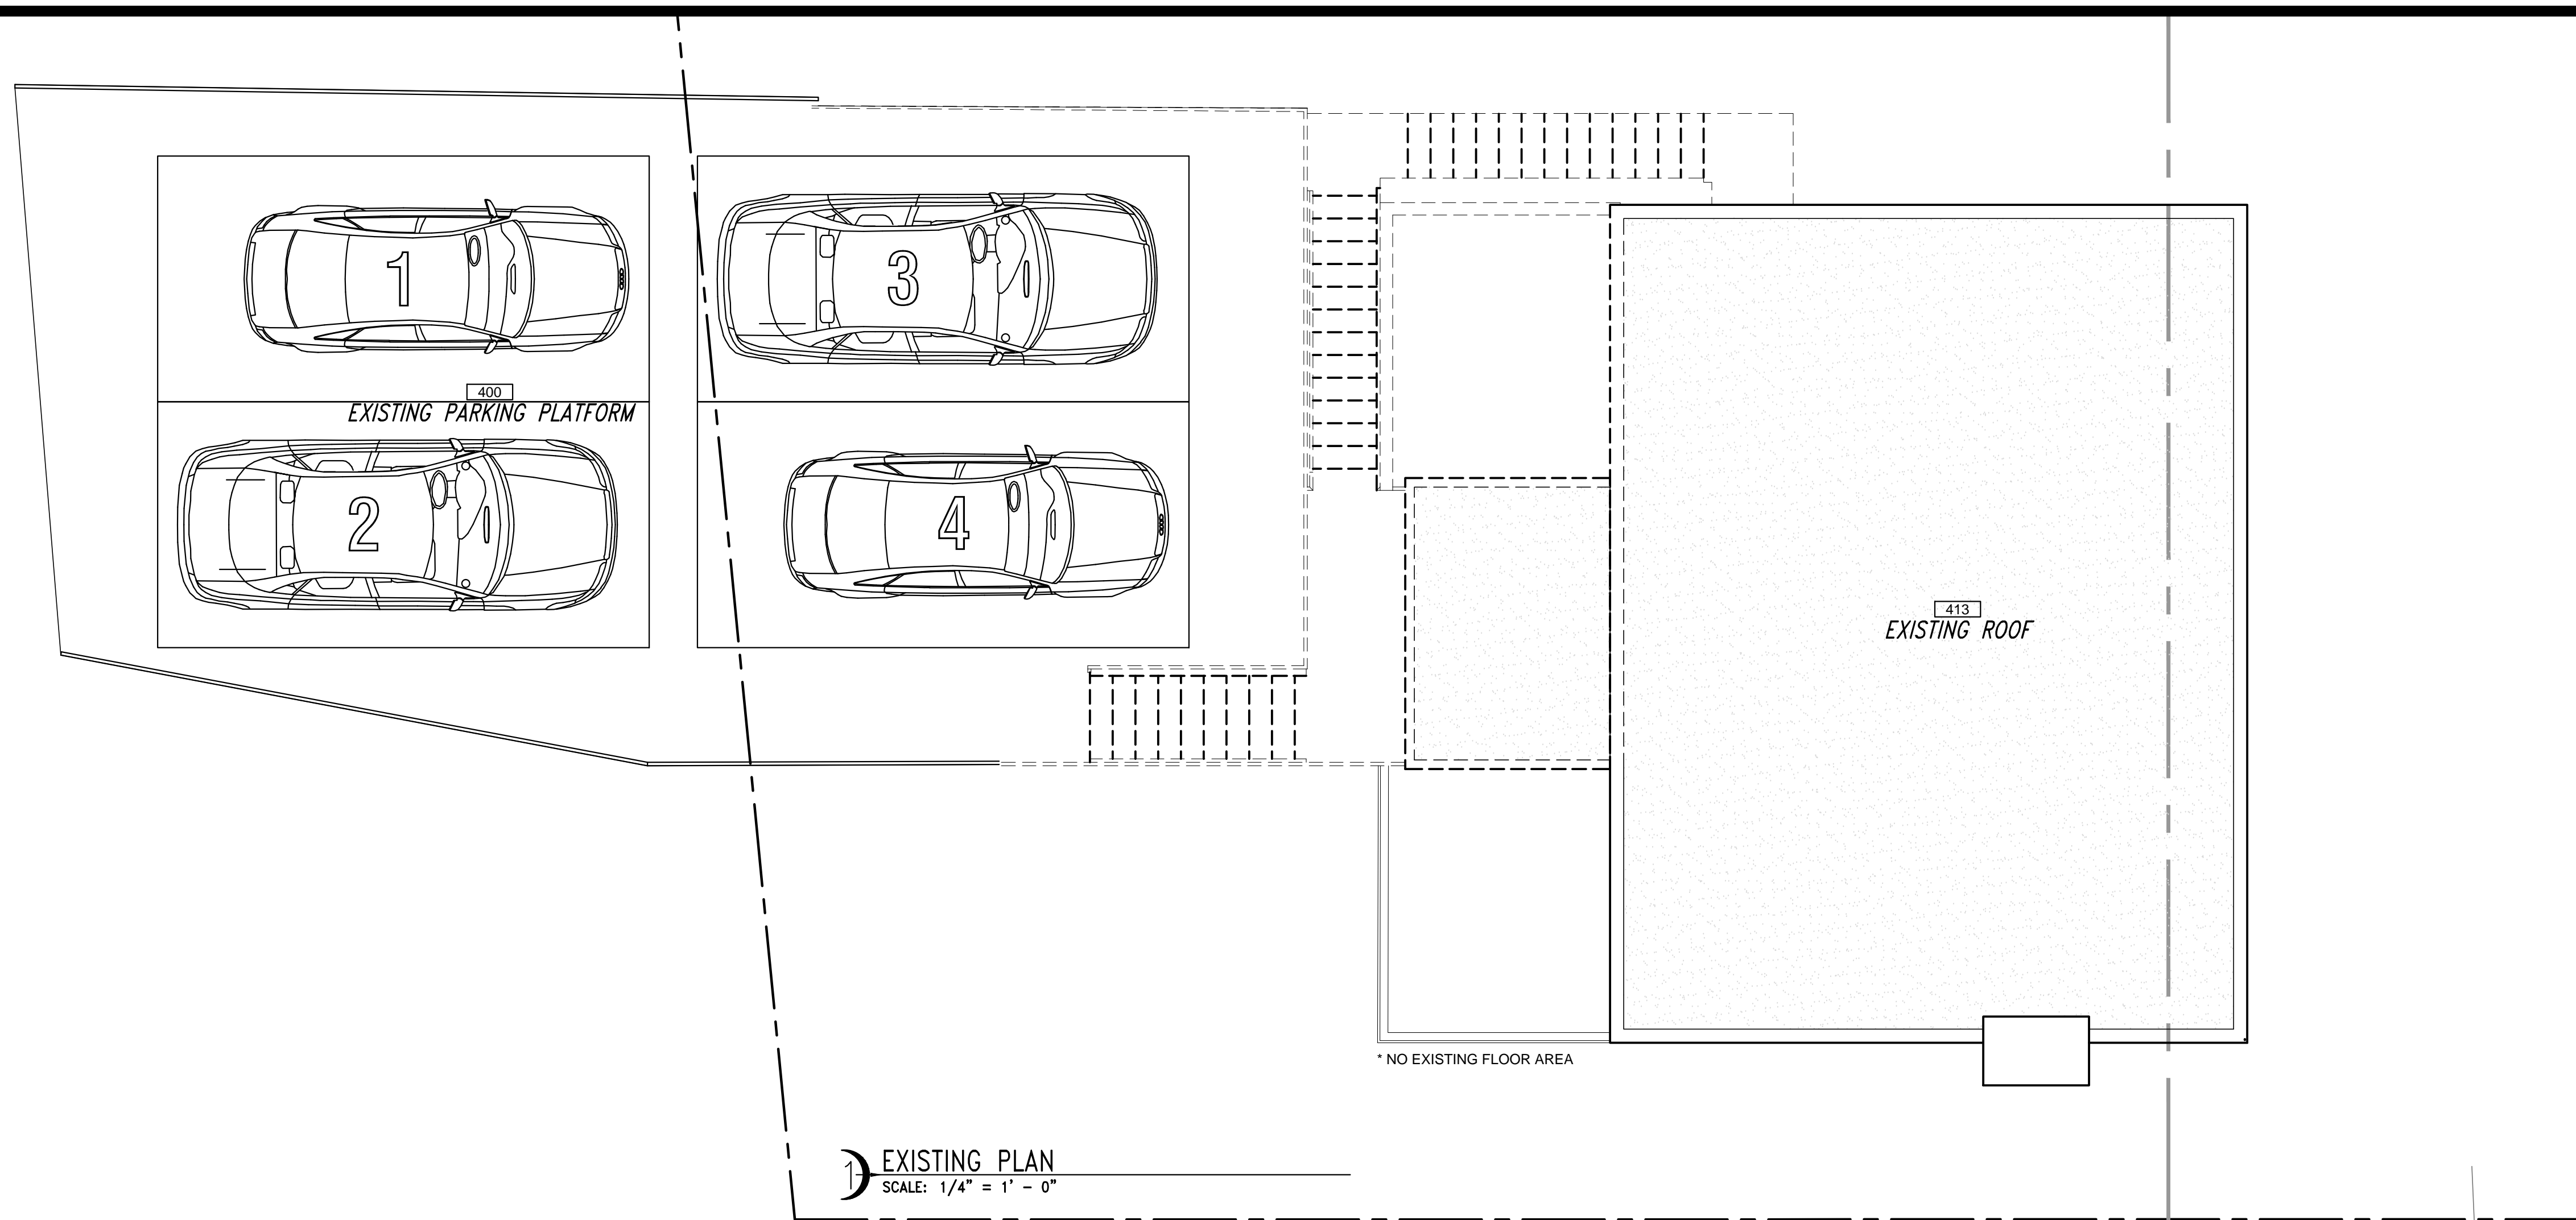 1
3
400
EXISTING PARKING PLATFORM
2
4
413
EXISTING ROOF
* NO EXISTING FLOOR AREA
1
EXISTING PLAN
SCALE: 1/4" = 1' - 0"